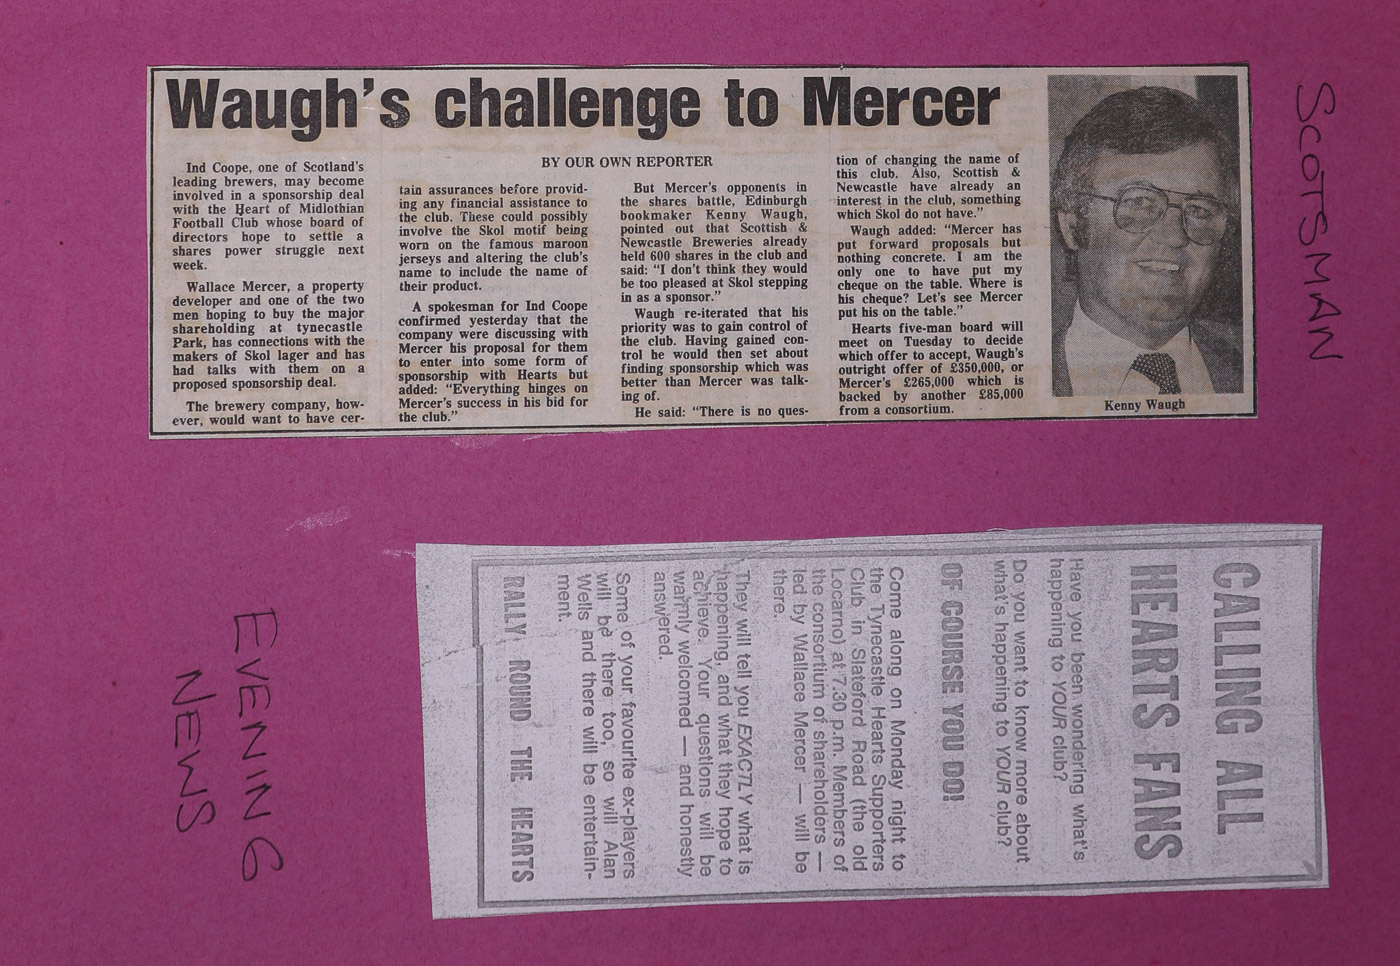 Waugh's challenge to Mercer
BY OUR OWN REPORTER
Ind Coope, one of Scotland's
leading brewers, may become
involved in a sponsorship deal
with the Heart of Midlothian
Football Club whose board of
directors hope to settle a
shares power struggle next
week.
Wallace Mercer, a property
developer and one of the two
men hoping to buy the major
shareholding at tynecastle
Park, has connections with the
makers of Skol lager and has
had talks with them on a
proposed sponsorship deal.
The brewery company, how-
ever, would want to have cer-
tain assurances before provid-
ing any financial assistance to
the club. These could possibly
involve the Skol motif being
worn on the famous maroon
jerseys and altering the club's
name to include the name of
their product.
A spokesman for Ind Coope
confirmed yesterday that the
company were discussing with
Mercer his proposal for them
to enter into some form of
sponsorship with Hearts but
added: "Everything hinges on
Mercer's success in his bid for
the club."
But Mercer's opponents in
the shares battle, Edinburgh
bookmaker Kenny Waugh,
pointed out that Scottish &
Newcastle Breweries already
held 600 shares in the club and
said: "I don't think they would
be too pleased at Skol stepping
in as a sponsor."
Waugh re-iterated that his
priority was to gain control of
the club. Having gained con-
trol he would then set about
finding sponsorship which was
better than Mercer was talk-
ing of.
He said: "There is no ques-
tion of changing the name of
this club. Also, Scottish &
Newcastle have already an
interest in the club, something
which Skol do not have."
Waugh added: "Mercer has
put forward proposals but
nothing concrete. I am the
only one to have put my
cheque on the table. Where is
his cheque? Let's see Mercer
put his on the table."
Hearts five-man board will
meet on Tuesday to decide
which offer to accept, Waugh's
outright offer of £350,000, or
Mercer's £265,000 which is
backed by another £85,000
from a consortium.
Kenny Waugh
SCOTSMAN
CALLING ALL
HEARTS FANS
Have you been wondering what's
happening to YOUR club?
Do you want to know more about
what's happening to YOUR club?
OF COURSE YOU DO!
Come along on Monday night to
the Tynecastle Hearts Supporters
Club in Slateford Road (the old
Locarno) at 7.30 p.m. Members of
the consortium of shareholders —
led by Wallace Mercer — will be
there.
They will tell you EXACTLY what is
happening, and what they hope to
achieve. Your questions will be
warmly welcomed — and honestly
answered.
Some of your favourite ex-players
will be there too, so will Alan
Wells and there will be entertain-
ment.
RALLY ROUND THE HEARTS
EVENING
NEWS